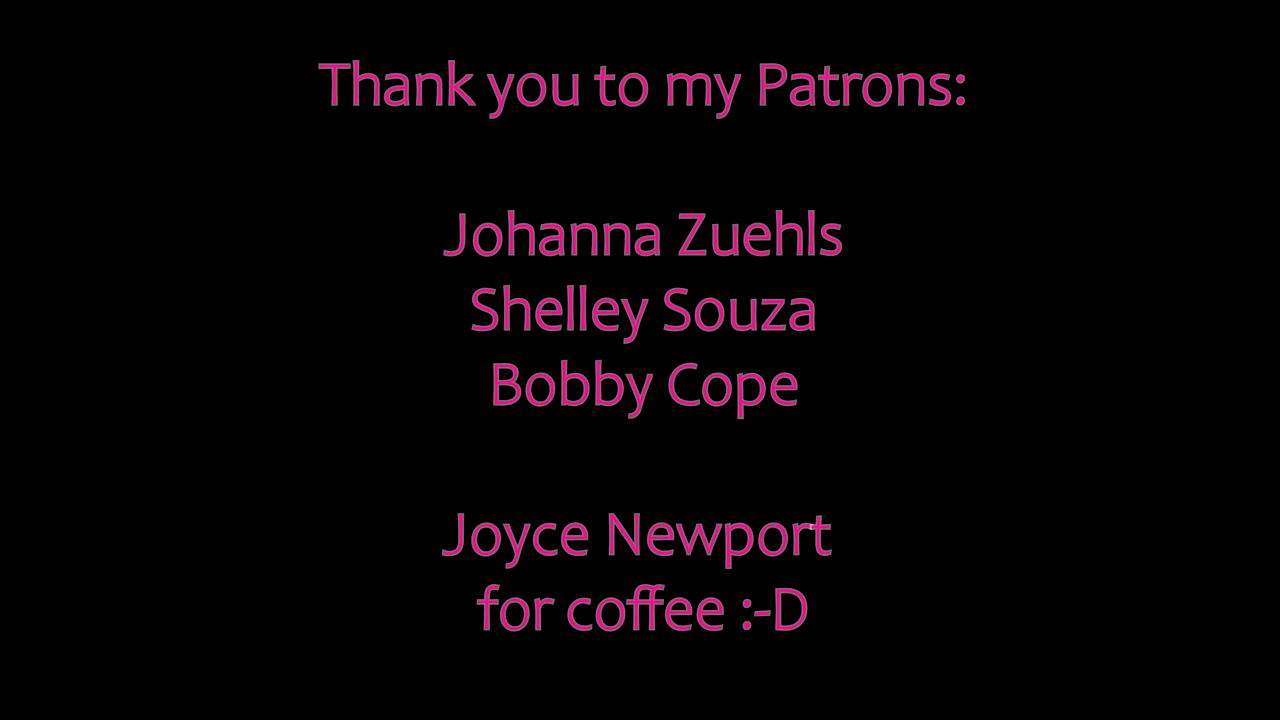 Thank you to my Patrons:
Johanna Zuehls
Shelley Souza
Bobby Cope
Joyce Newport
for coffee :-D